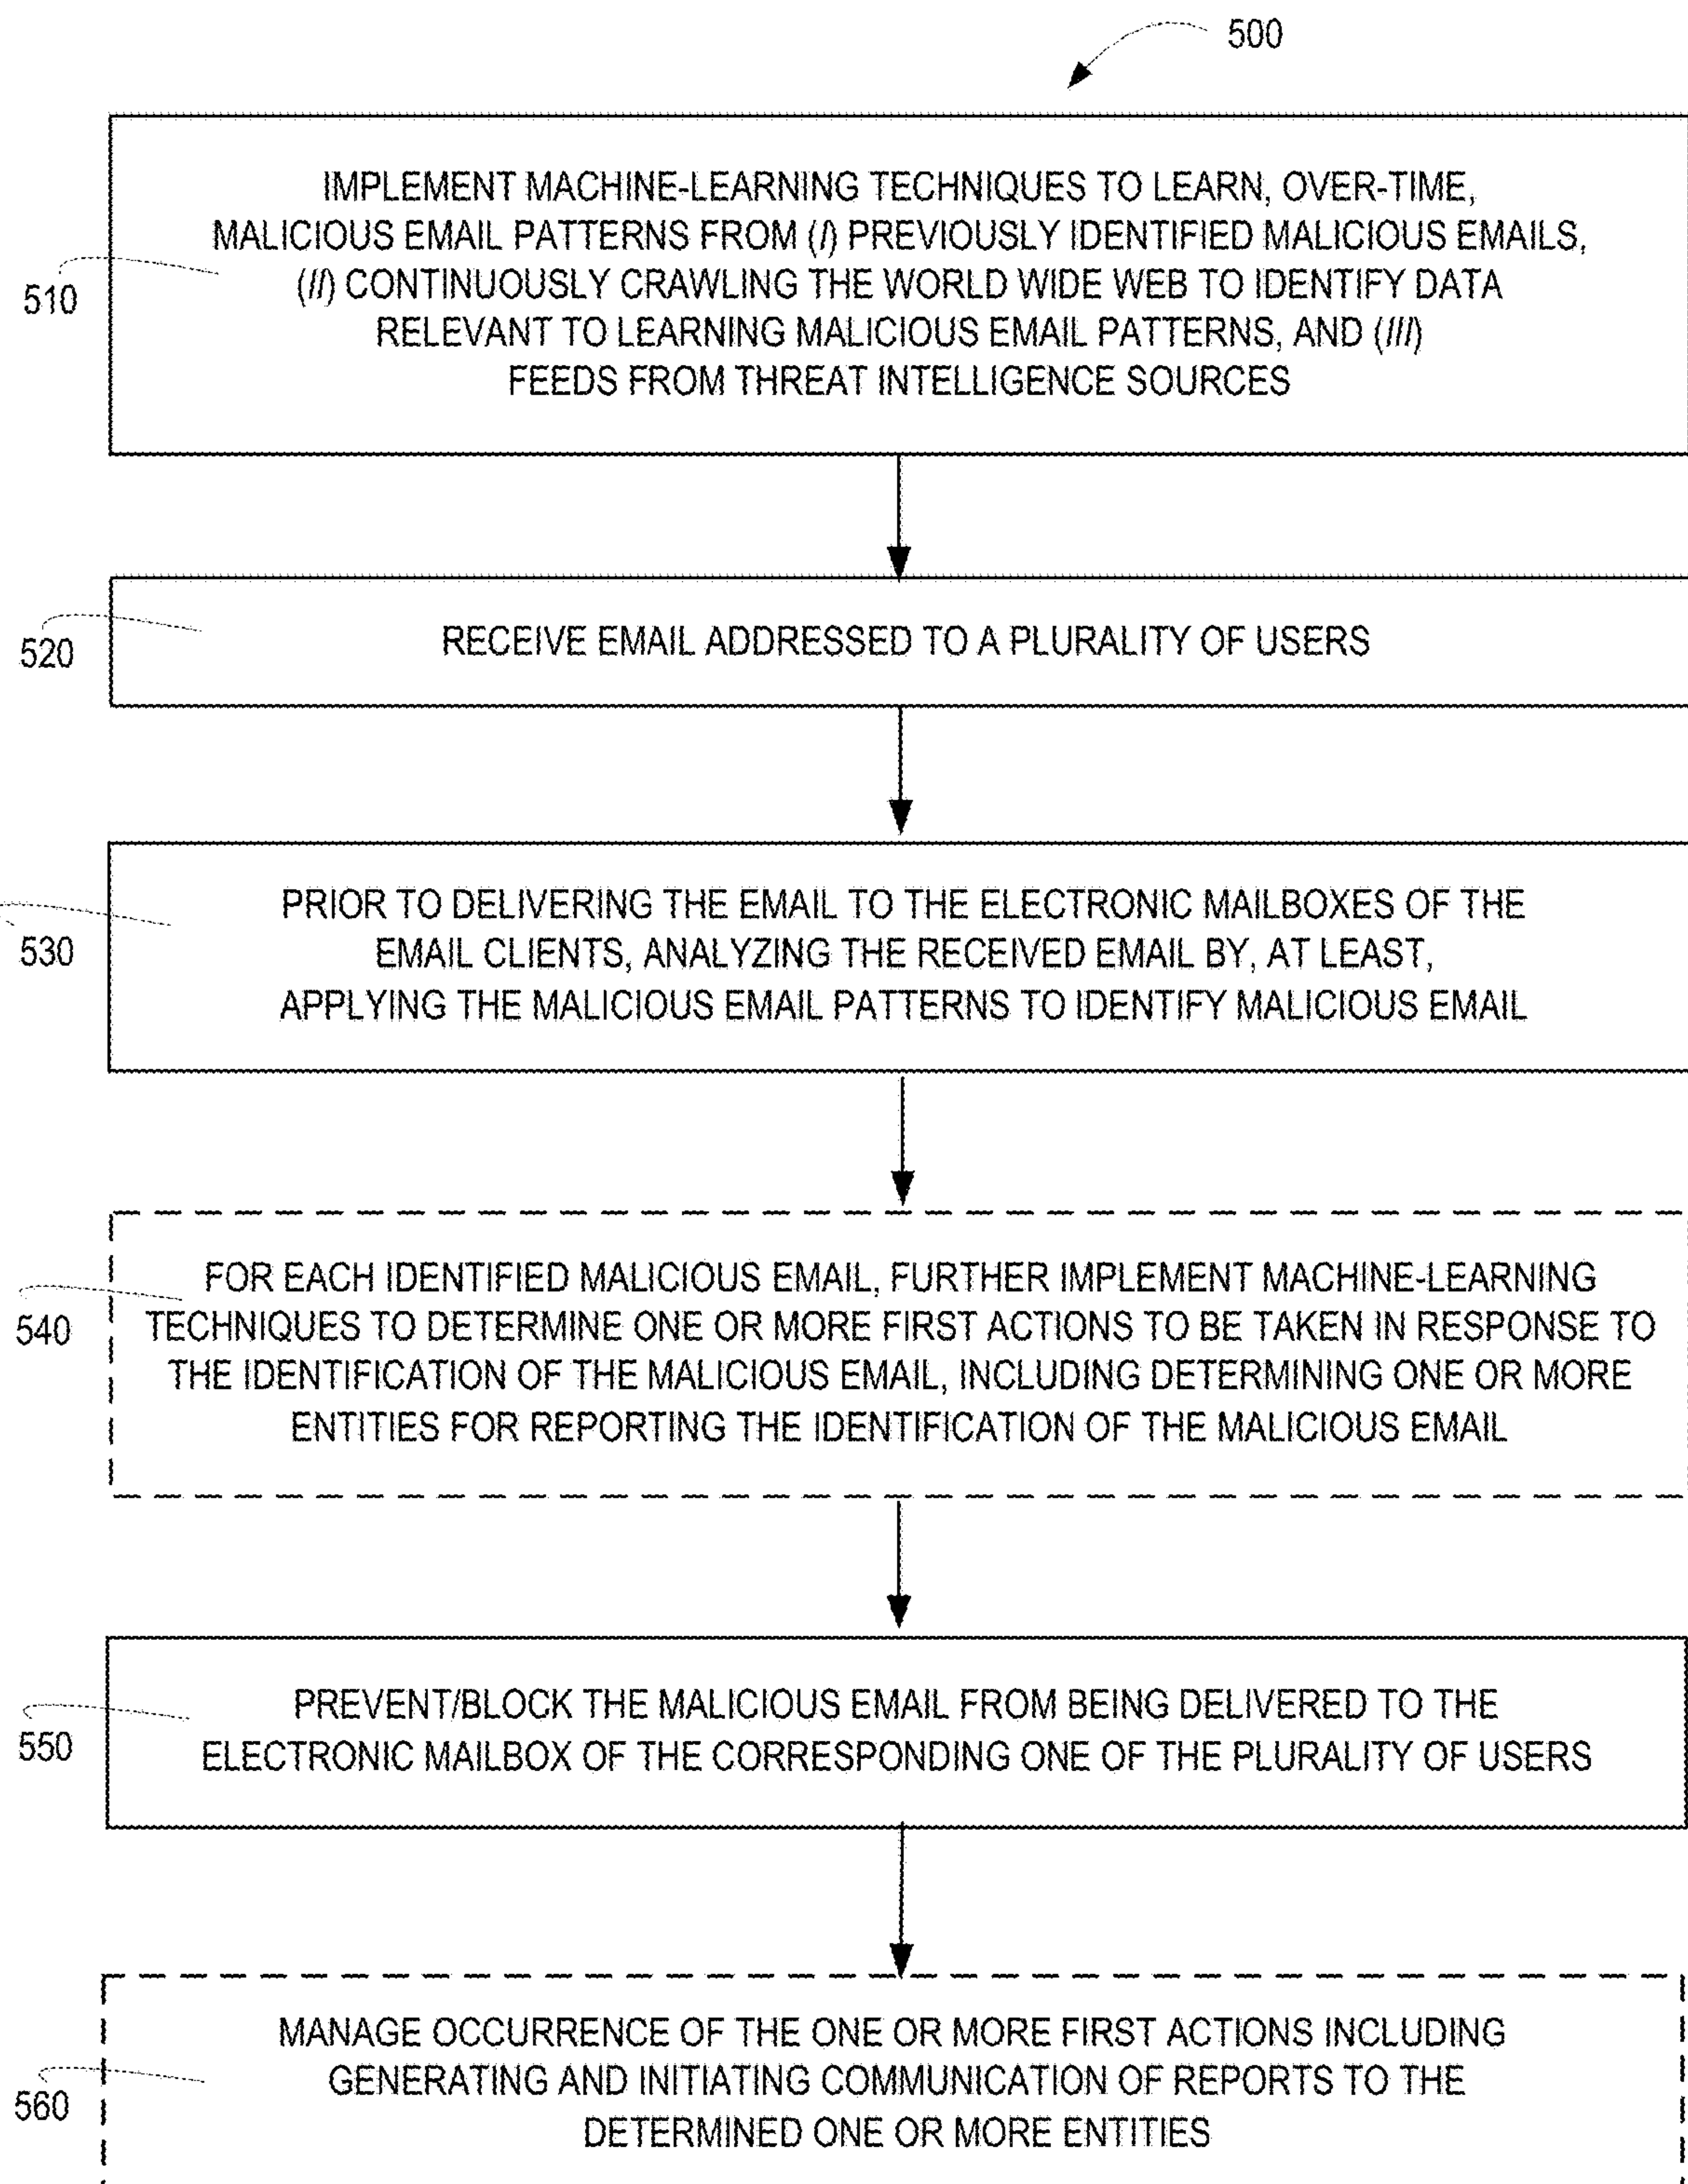 500
IMPLEMENT MACHINE-LEARNING TECHNIQUES TO LEARN, OVER-TIME,
MALICIOUS EMAIL PATTERNS FROM (I) PREVIOUSLY IDENTIFIED MALICIOUS EMAILS,
(II) CONTINUOUSLY CRAWLING THE WORLD WIDE WEB TO IDENTIFY DATA
RELEVANT TO LEARNING MALICIOUS EMAIL PATTERNS, AND (III)
FEEDS FROM THREAT INTELLIGENCE SOURCES
510
RECEIVE EMAIL ADDRESSED TO A PLURALITY OF USERS
520
PRIOR TO DELIVERING THE EMAIL TO THE ELECTRONIC MAILBOXES OF THE
EMAIL CLIENTS, ANALYZING THE RECEIVED EMAIL BY, AT LEAST,
APPLYING THE MALICIOUS EMAIL PATTERNS TO IDENTIFY MALICIOUS EMAIL
530
FOR EACH IDENTIFIED MALICIOUS EMAIL, FURTHER IMPLEMENT MACHINE-LEARNING
TECHNIQUES TO DETERMINE ONE OR MORE FIRST ACTIONS TO BE TAKEN IN RESPONSE TO
THE IDENTIFICATION OF THE MALICIOUS EMAIL, INCLUDING DETERMINING ONE OR MORE
ENTITIES FOR REPORTING THE IDENTIFICATION OF THE MALICIOUS EMAIL
540
PREVENT/BLOCK THE MALICIOUS EMAIL FROM BEING DELIVERED TO THE
ELECTRONIC MAILBOX OF THE CORRESPONDING ONE OF THE PLURALITY OF USERS
550
MANAGE OCCURRENCE OF THE ONE OR MORE FIRST ACTIONS INCLUDING
GENERATING AND INITIATING COMMUNICATION OF REPORTS TO THE
DETERMINED ONE OR MORE ENTITIES
560